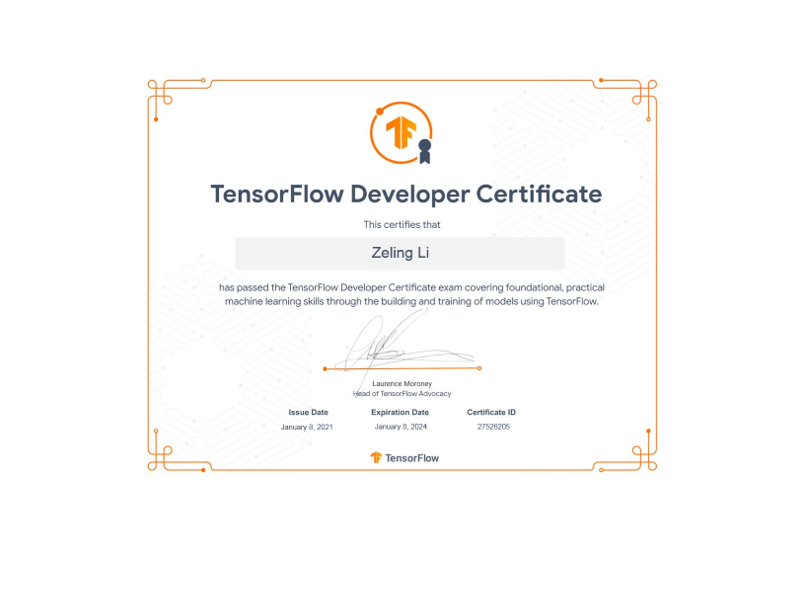 TensorFlow Developer Certificate
This certifies that
Zeling Li
has passed the TensorFlow Developer Certificate exam covering foundational, practical
machine learning skills through the building and training of models using TensorFlow.
Laurence Moroney
Head of TensorFlow Advocacy
Issue Date Expiration Date Certificate ID
January 8, 2021 January 8, 2024 27526205
TensorFlow